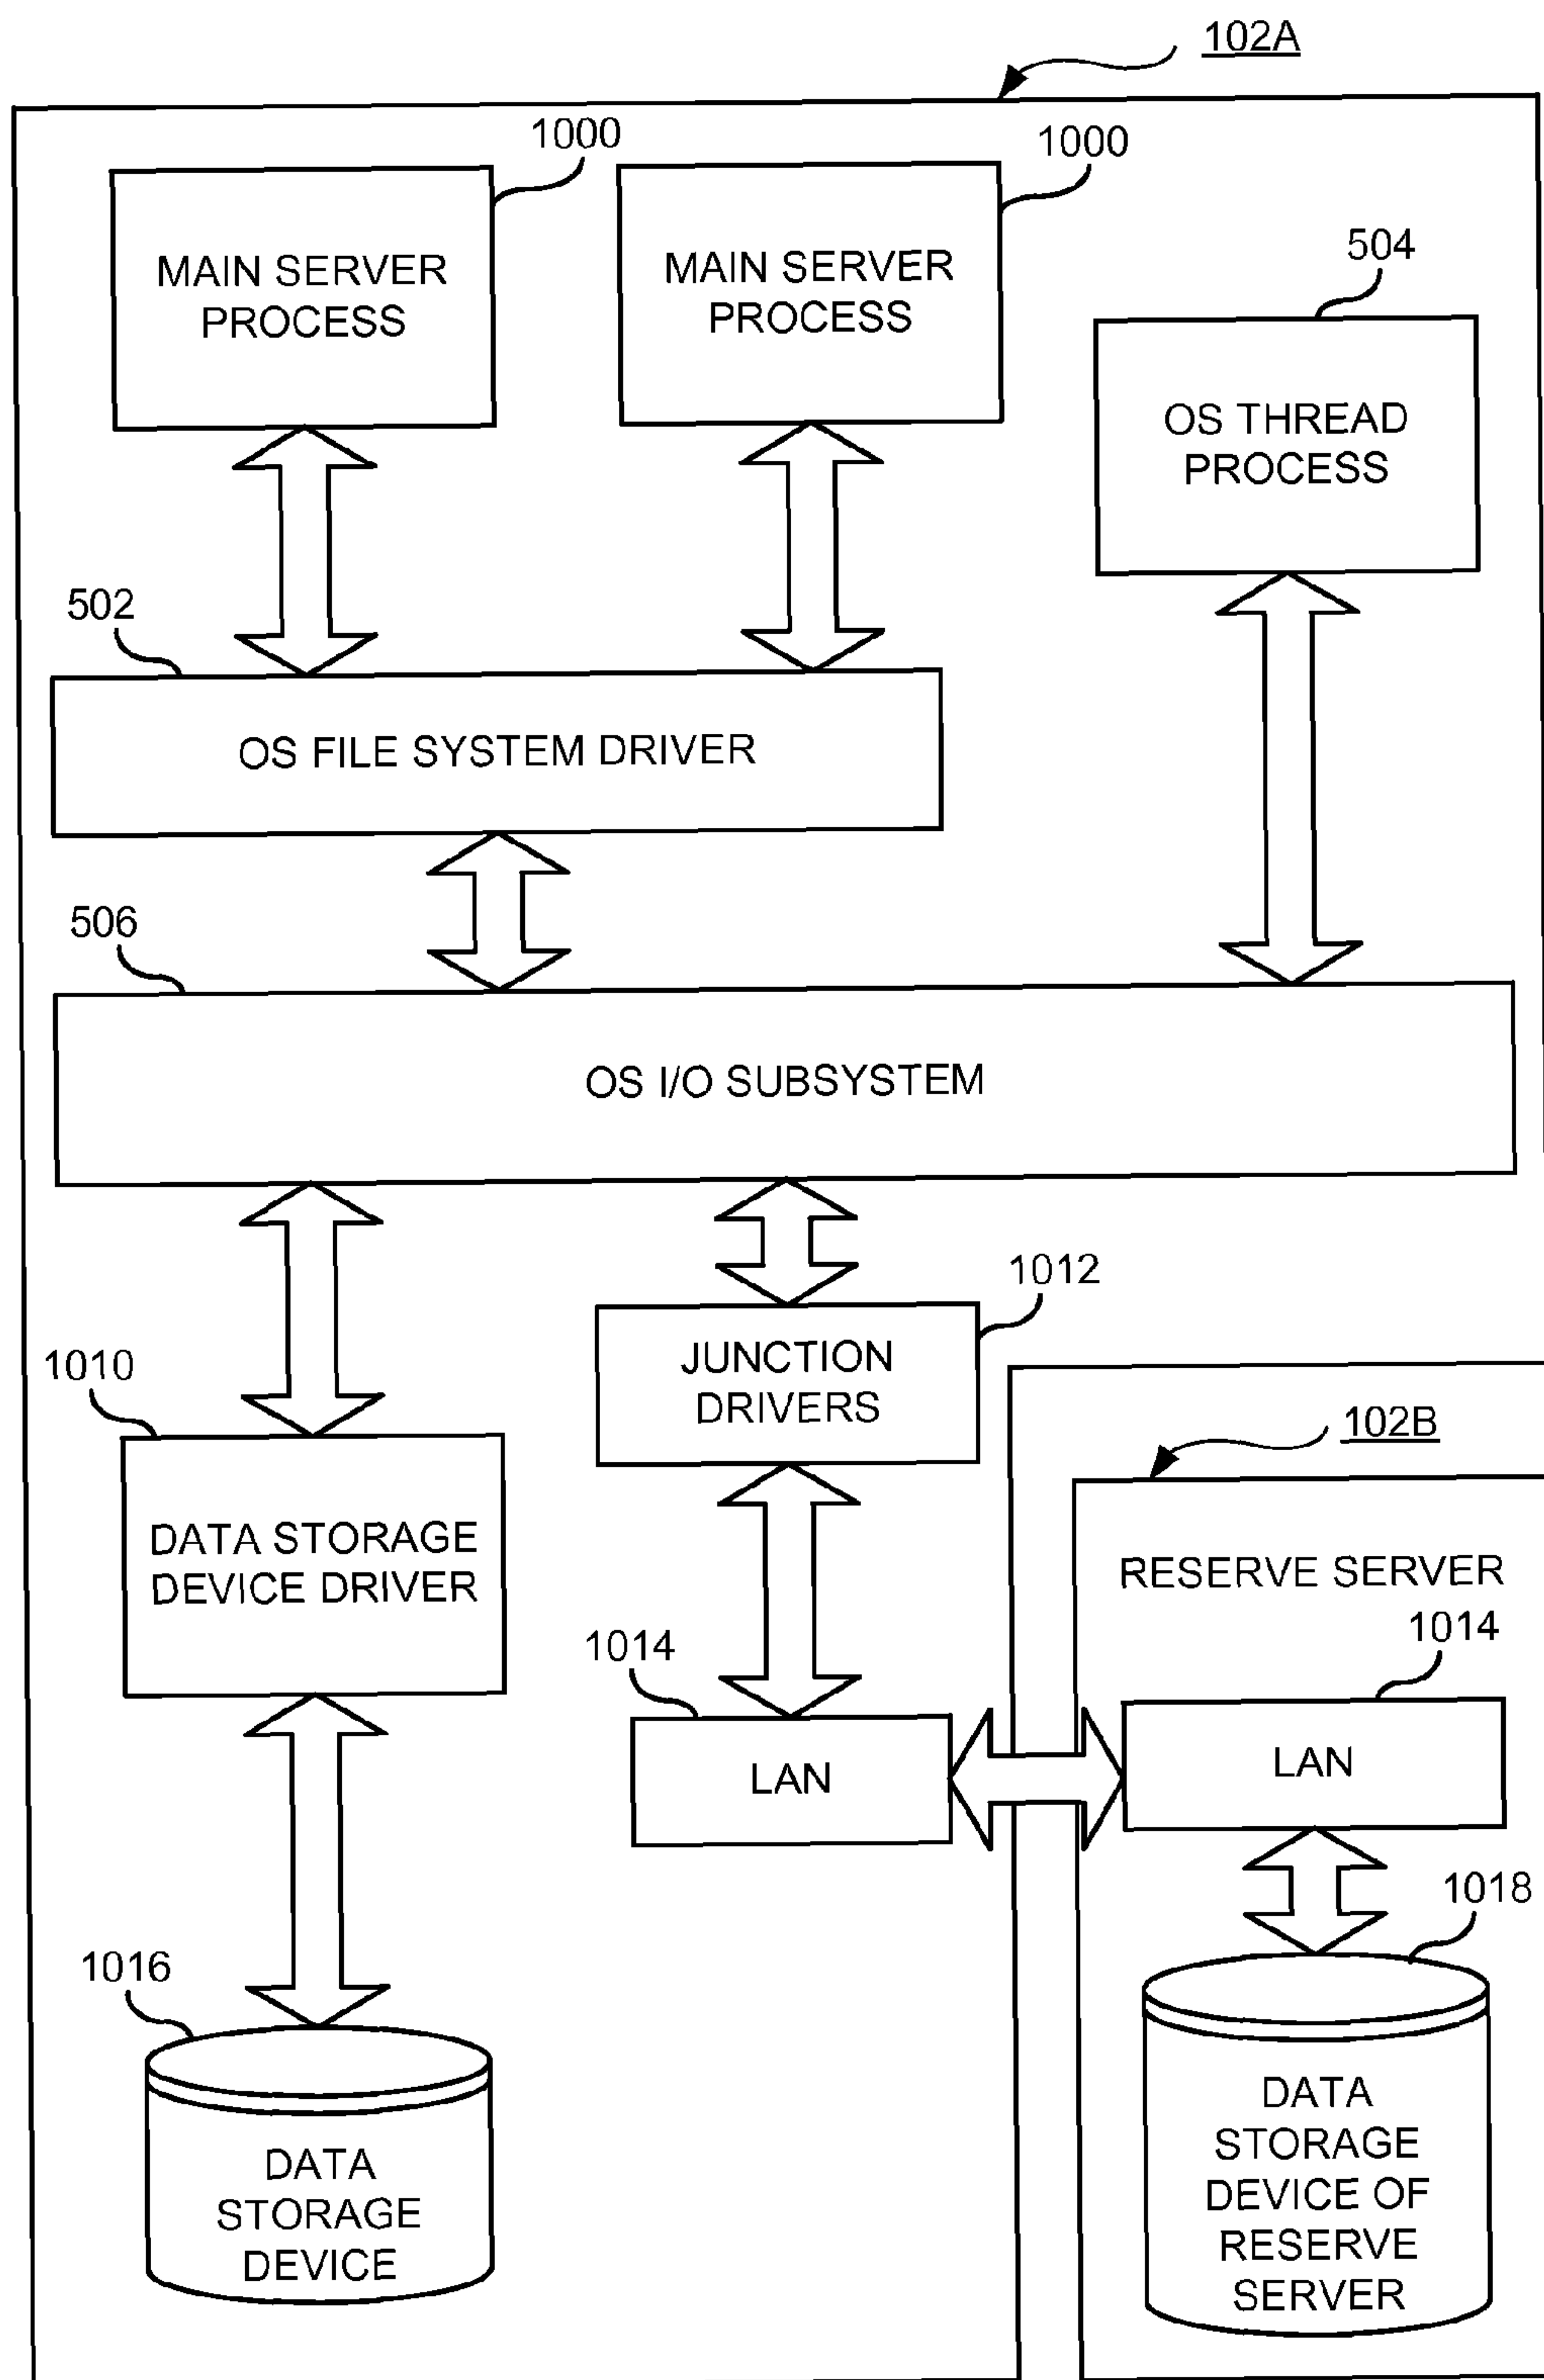 102A
1000
1000
MAIN SERVER
PROCESS
MAIN SERVER
PROCESS
504
OS THREAD
PROCESS
502
OS FILE SYSTEM DRIVER
506
OS I/O SUBSYSTEM
1012
JUNCTION
DRIVERS
1010
DATA STORAGE
DEVICE DRIVER
102B
RESERVE SERVER
1014
LAN
1014
LAN
1018
DATA
STORAGE
DEVICE OF
RESERVE
SERVER
1016
DATA
STORAGE
DEVICE